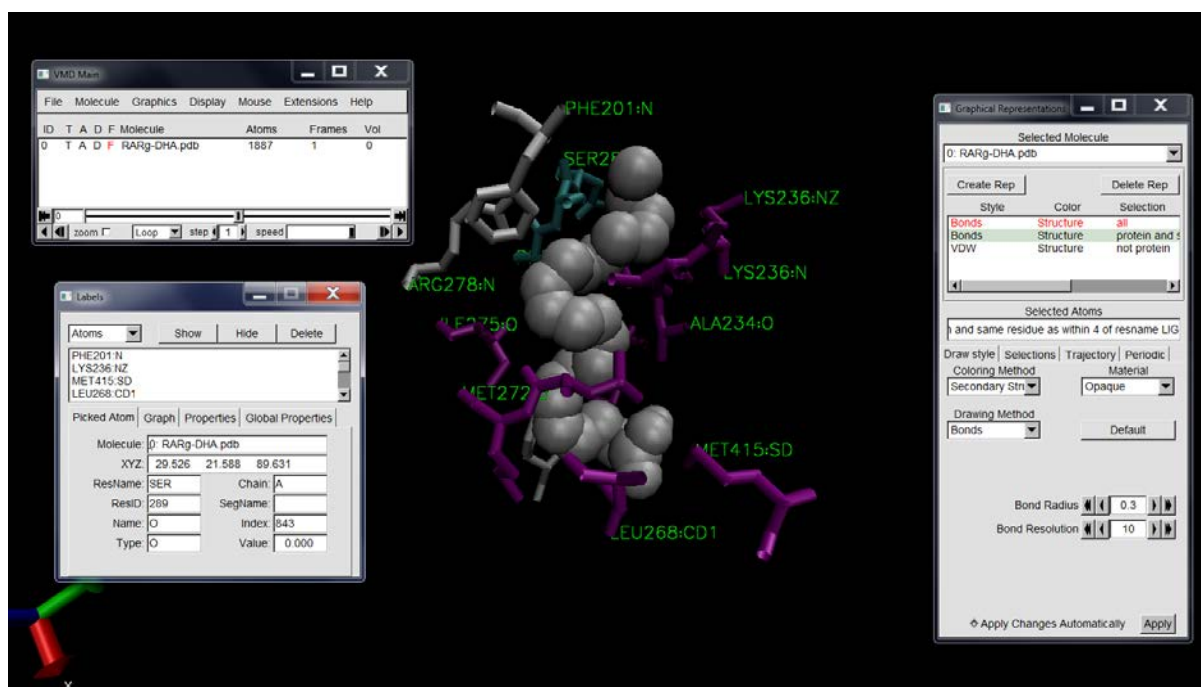 VMD Main
File Molecule Graphics Display Mouse Extensions Help
ID T A D F Molecule Atoms Frames Vol
0 T A D F RARg-DHA.pdb 1887 1 0
0
zoom Loop step 1 speed
Labels
Atoms Show Hide Delete
PHE201:N
LYS236:NZ
MET415:SD
LEU268:CD1
Picked Atom Graph Properties Global Properties
Molecule: 0: RARg-DHA.pdb
XYZ: 29.526 21.588 89.631
ResName: SER Chain: A
ResID: 289 SegName:
Name: O Index: 843
Type: O Value: 0.000
X
PHE201:N
LYS236:NZ
LYS236:N
ARG278:N
ALA234:O
MET415:SD
LEU268:CD1
Graphical Representations
Selected Molecule
0: RARg-DHA.pdb
Create Rep Delete Rep
Style Color Selection
Bonds Structure all
Bonds Structure protein and s
VDW Structure not protein
Selected Atoms
and same residue as within 4 of resname LIG
Draw style Selections Trajectory Periodic
Coloring Method Material
Secondary Opaque
Drawing Method
Bonds Default
Bond Radius 0.3
Bond Resolution 10
Apply Changes Automatically Apply